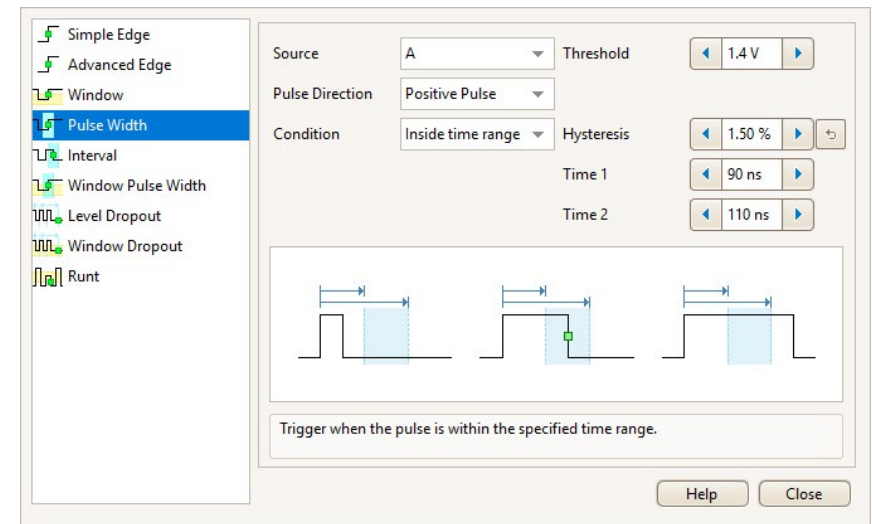 Simple Edge
Advanced Edge
Window
Pulse Width
Interval
Window Pulse Width
Level Dropout
Window Dropout
Runt
Source A Threshold 1.4 V
Pulse Direction Positive Pulse
Condition Inside time range Hysteresis 1.50 %
Time 1 90 ns
Time 2 110 ns
Trigger when the pulse is within the specified time range.
Help Close